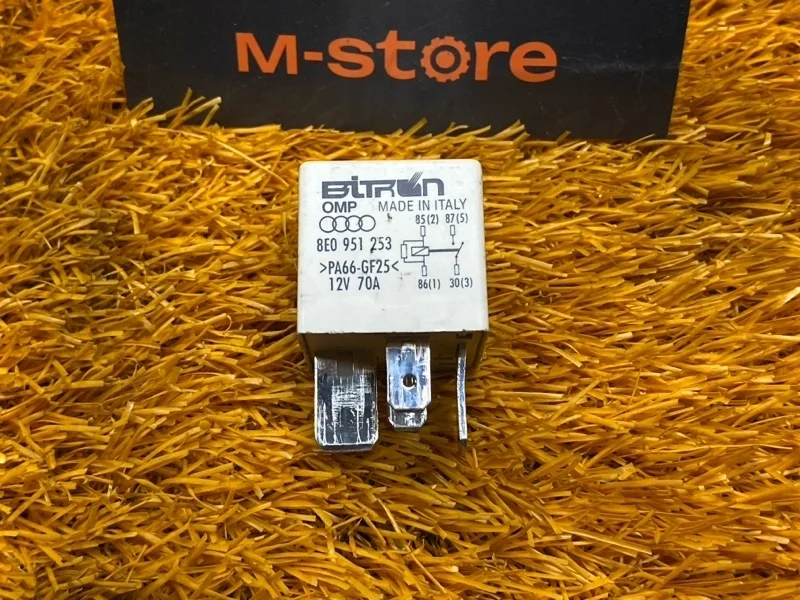 M-store
BITRON
OMP MADE IN ITALY
85(2) 87(5)
8E0 951 253
>PA66-GF25<
12V 70A
86(1) 30(3)